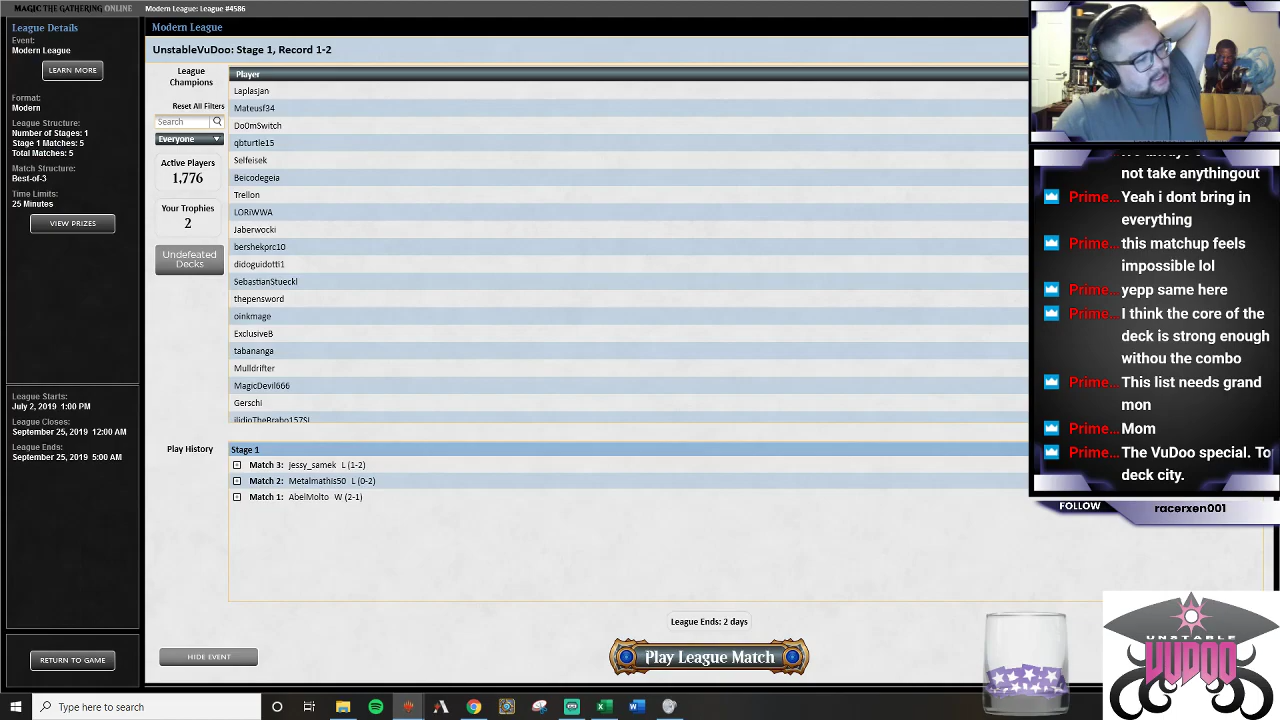 MAGIC THE GATHERING ONLINE
Modern League: League #4586
League Details
Event:
Modern League
LEARN MORE
Format:
Modern
League Structure:
Number of Stages: 1
Stage 1 Matches: 5
Total Matches: 5
Match Structure:
Best-of-3
Time Limits:
25 Minutes
VIEW PRIZES
League Starts:
July 2, 2019 1:00 PM
League Closes:
September 25, 2019 12:00 AM
League Ends:
September 25, 2019 5:00 AM
RETURN TO GAME
Modern League
UnstableVuDoo: Stage 1, Record 1-2
League
Champions
Reset All Filters
Search
Everyone
Active Players
1,776
Your Trophies
2
Undefeated
Decks
Player
Laplasjan
Mateusf34
Do0mSwitch
qbturtle15
Selfeisek
Beicodegeia
Trellon
LORiWWA
Jaberwocki
bershekprc10
didoguidotti1
SebastianStueckl
thepensword
oinkmage
ExclusiveB
tabananga
Mulldrifter
MagicDevil666
Gerschi
Play History
Stage 1
Match 3: Jessy_samek L (1-2)
Match 2: Metalmathis50 L (0-2)
Match 1: AbelMolto W (2-1)
League Ends: 2 days
HIDE EVENT
Play League Match
not take anythingout
Prime... Yeah i dont bring in
everything
Prime... this matchup feels
impossible lol
Prime... yepp same here
Prime... I think the core of the
deck is strong enough
withou the combo
Prime... This list needs grand
mon
Prime... Mom
Prime... The VuDoo special. To
deck city.
FOLLOW
racerxen001
UNSTABLE
VUDOO
Type here to search